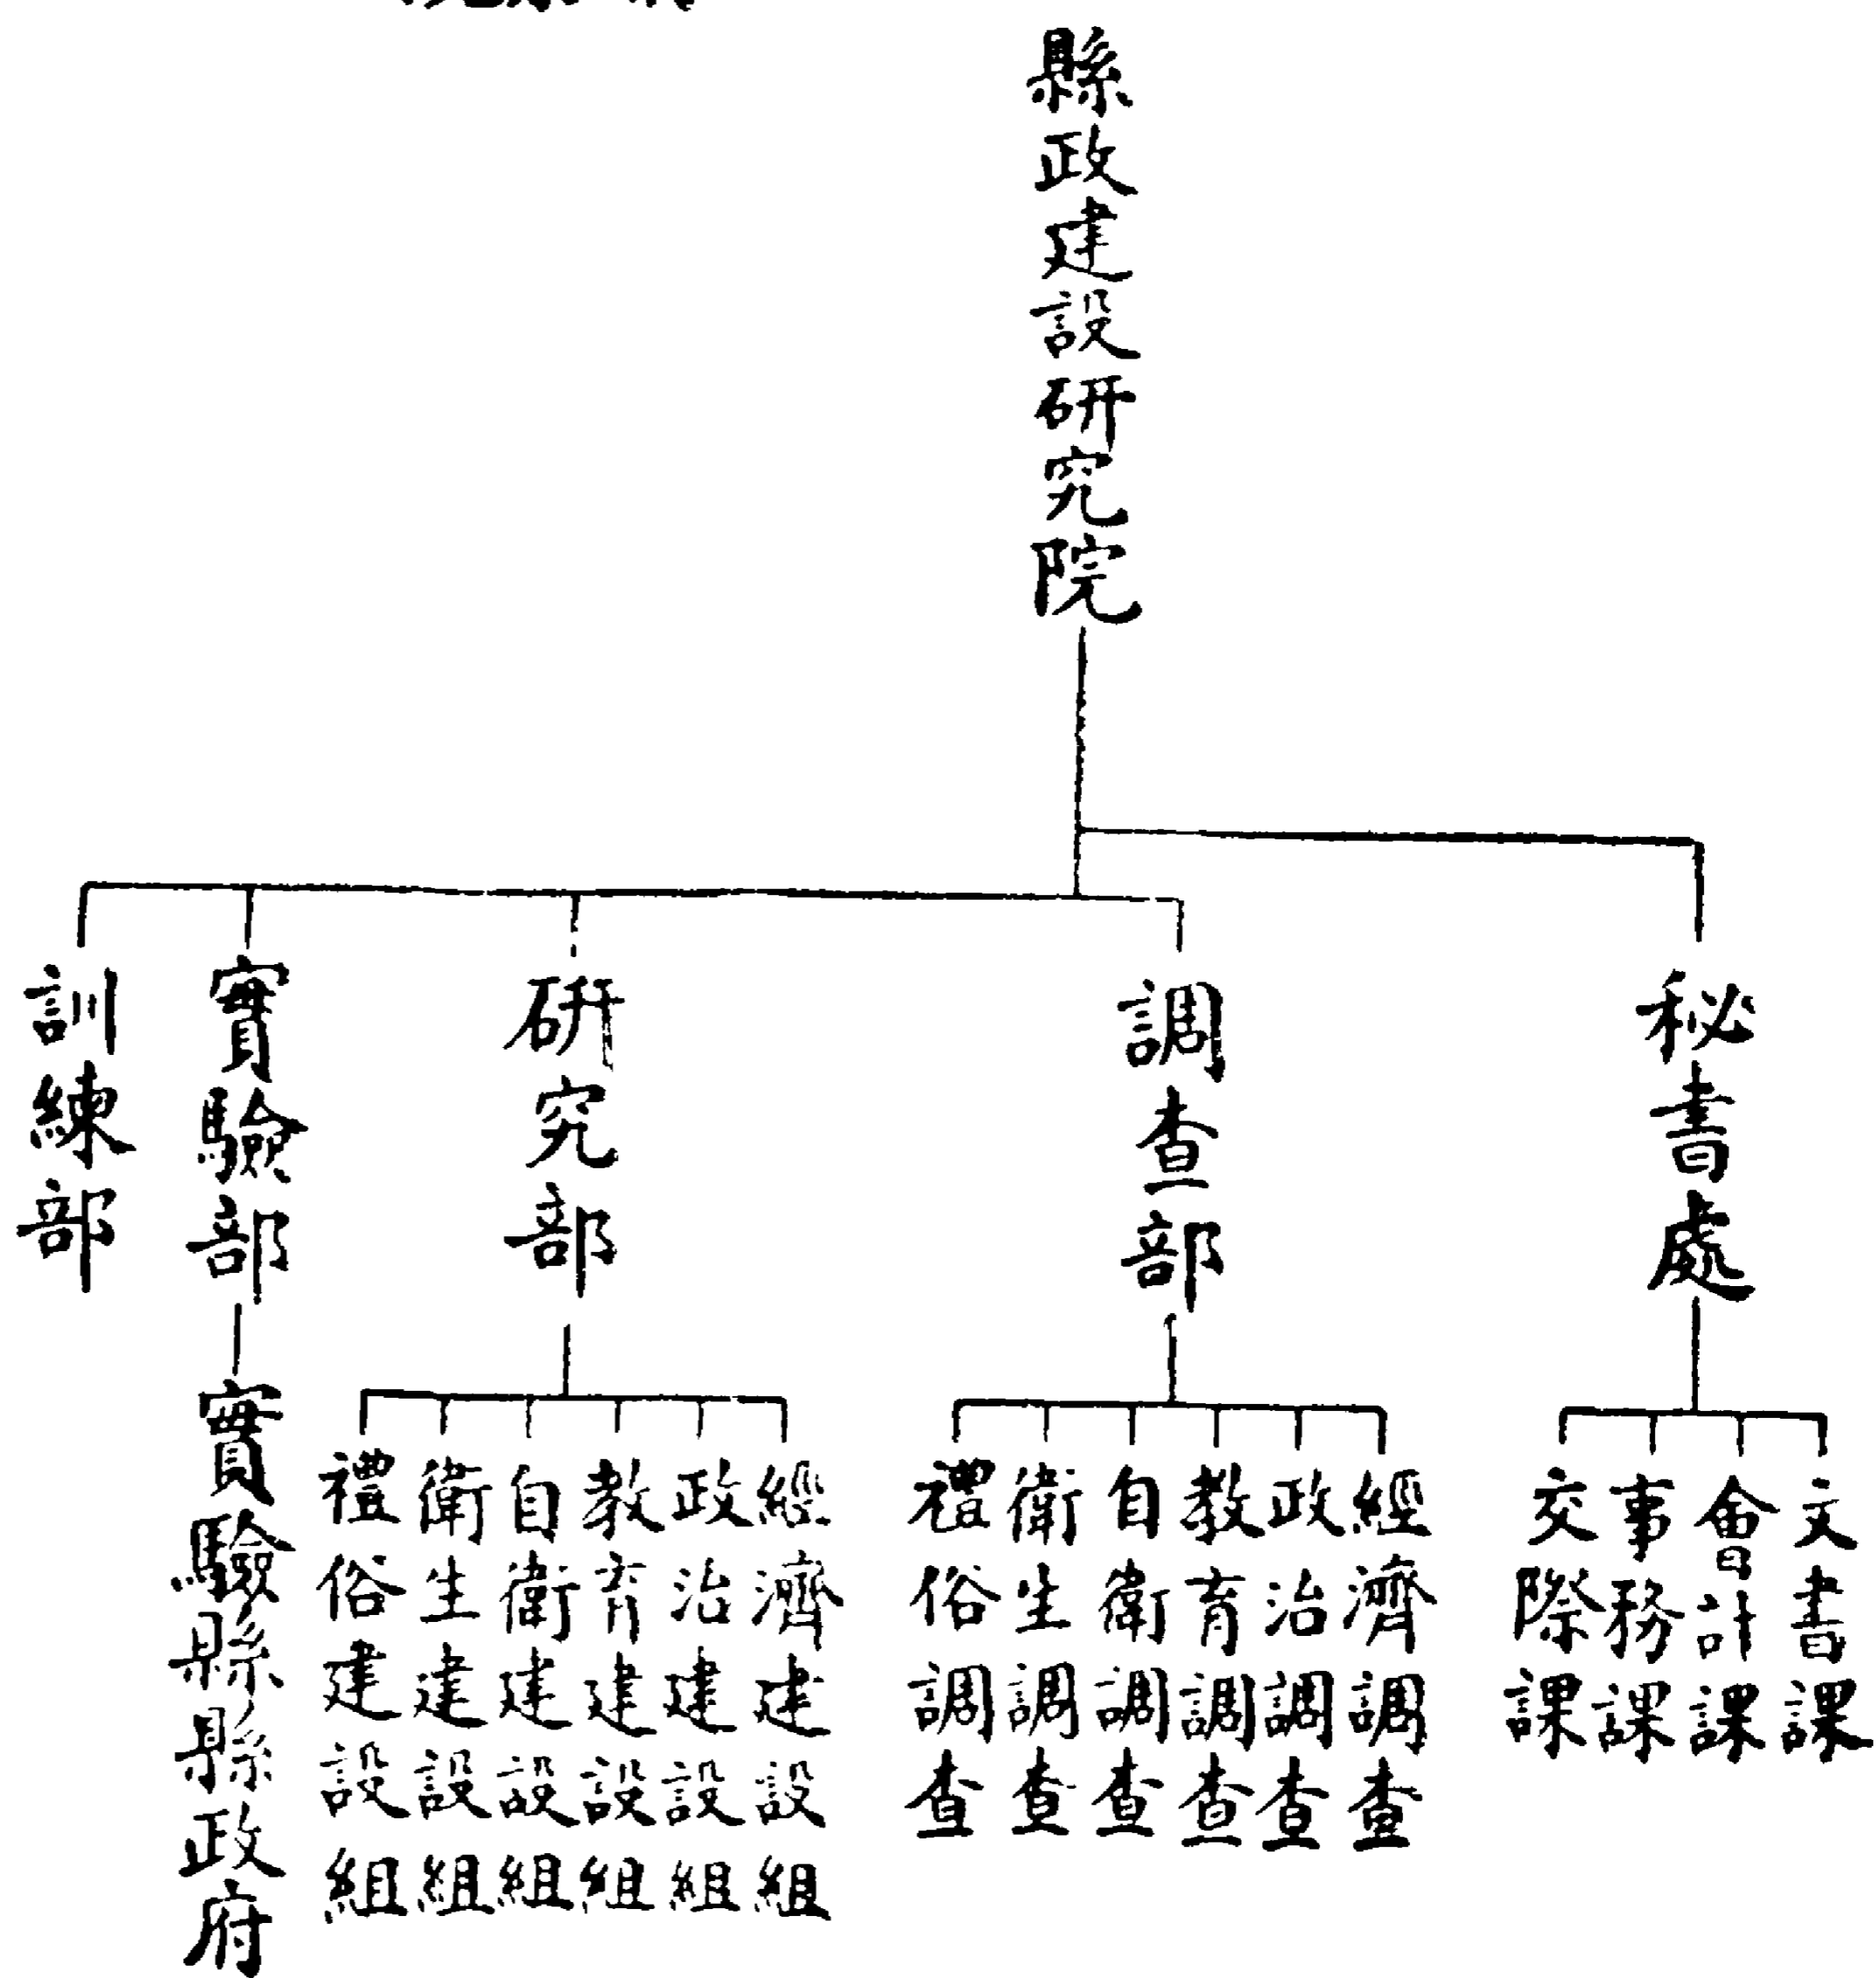 縣政建設研究院
秘書處
調查部
研究部
實驗部
訓練部
文書課
會計課
事務課
交際課
經濟調查
政治調查
教育調查
自衛調查
衛生調查
禮俗調查
經濟建設組
政治建設組
教育建設組
自衛建設組
衛生建設組
禮俗建設組
實驗縣縣政府